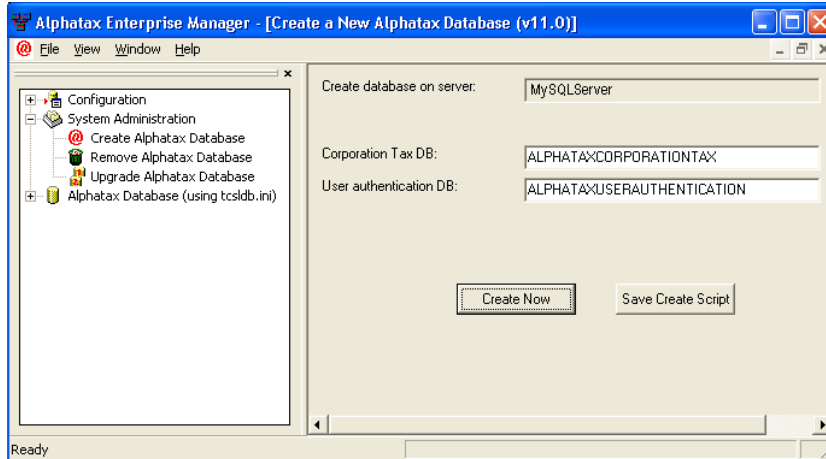 Alphatax Enterprise Manager - [Create a New Alphatax Database (v11.0)]
File View Window Help
Configuration
System Administration
Create Alphatax Database
Remove Alphatax Database
Upgrade Alphatax Database
Alphatax Database (using tcsldb.ini)
Create database on server:
MySQLServer
Corporation Tax DB:
ALPHATAXCORPORATIONTAX
User authentication DB:
ALPHATAXUSERAUTHENTICATION
Create Now
Save Create Script
Ready